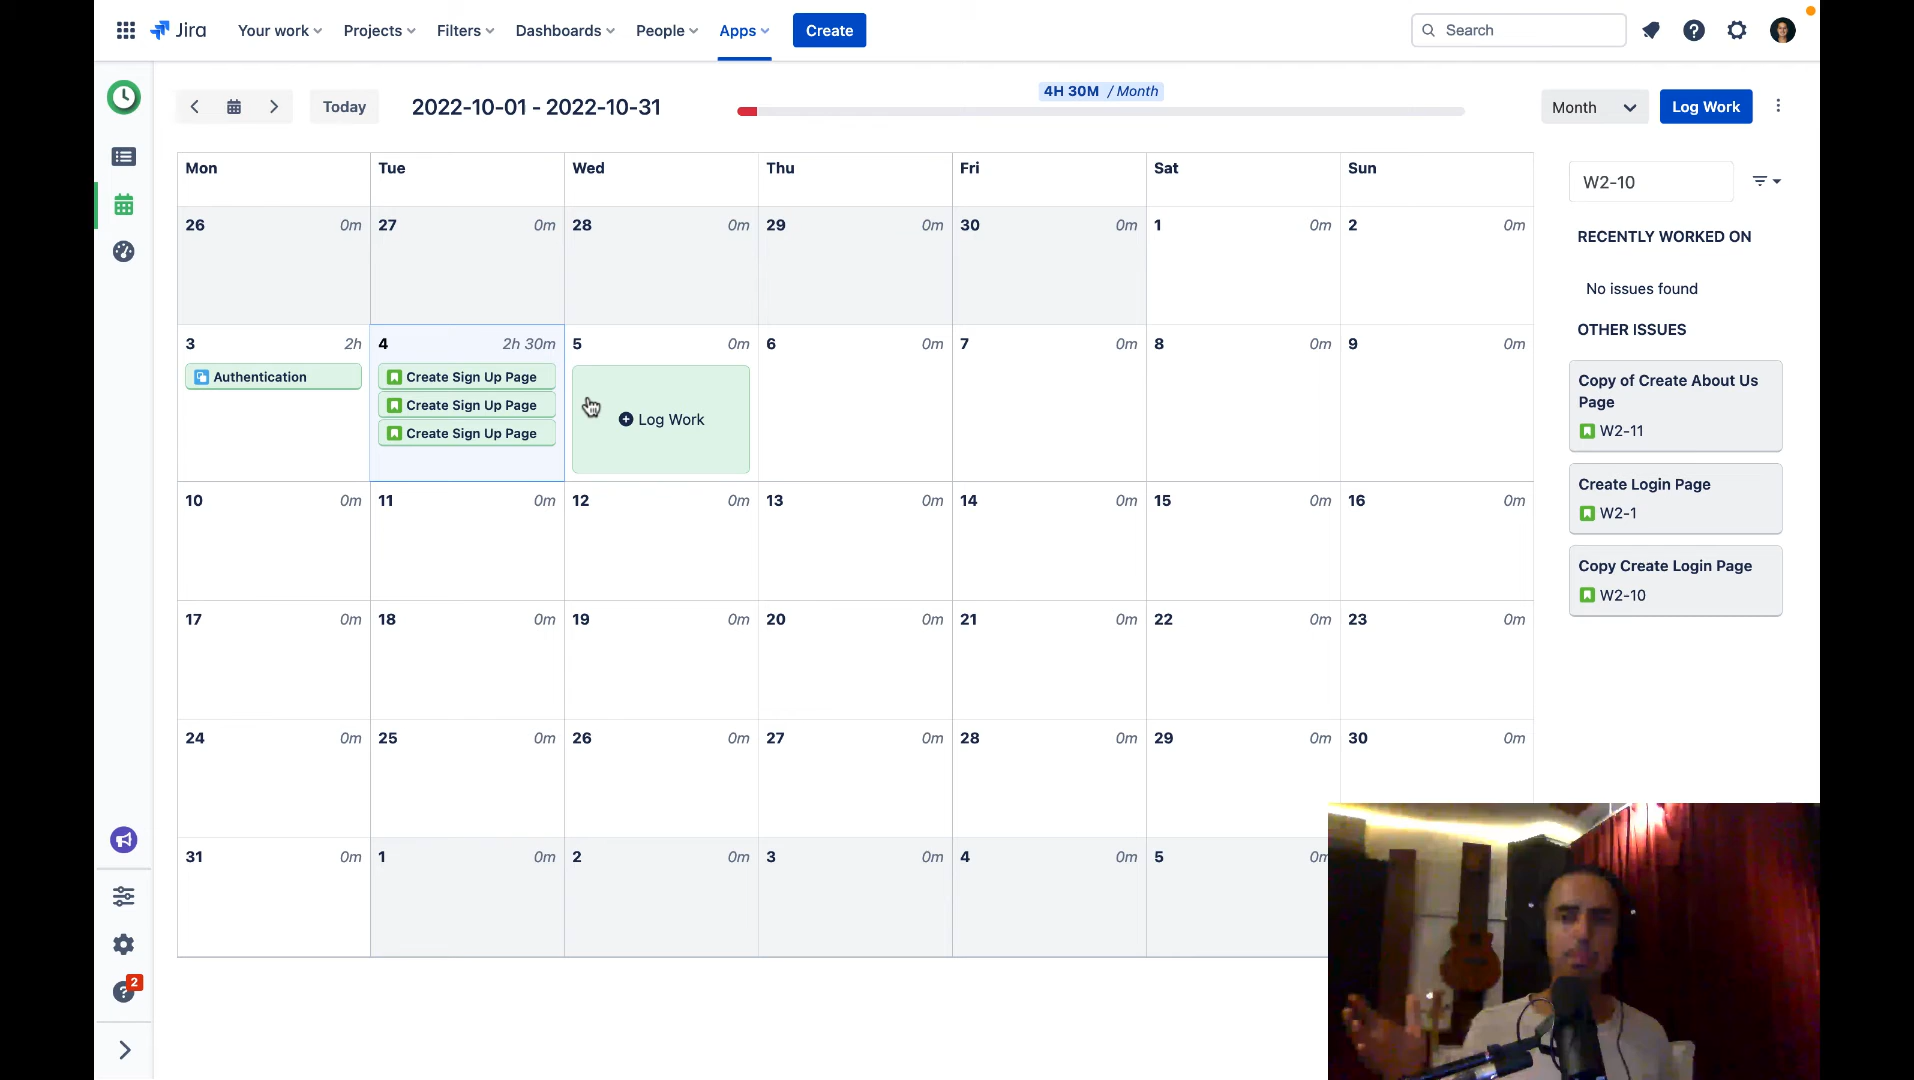 Jira
Your work
Projects
Filters
Dashboards
People
Apps
Create
Search
Today
2022-10-01 - 2022-10-31
4H 30M / Month
Month
Log Work
Mon
Tue
Wed
Thu
Fri
Sat
Sun
26 0m
27 0m
28 0m
29 0m
30 0m
1 0m
2 0m
3 2h
Authentication
4 2h 30m
Create Sign Up Page
Create Sign Up Page
Create Sign Up Page
5 0m
Log Work
6 0m
7 0m
8 0m
9 0m
10 0m
11 0m
12 0m
13 0m
14 0m
15 0m
16 0m
17 0m
18 0m
19 0m
20 0m
21 0m
22 0m
23 0m
24 0m
25 0m
26 0m
27 0m
28 0m
29 0m
30 0m
31 0m
1 0m
2 0m
3 0m
4 0m
5 0m
W2-10
RECENTLY WORKED ON
No issues found
OTHER ISSUES
Copy of Create About Us
Page
W2-11
Create Login Page
W2-1
Copy Create Login Page
W2-10
2